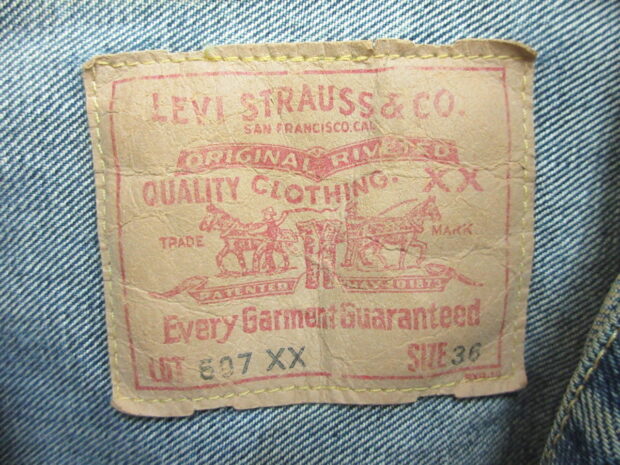 LEVI STRAUSS & CO.
SAN FRANCISCO, CAL
ORIGINAL RIVETED
QUALITY CLOTHING. XX
TRADE MARK
PATENTED MAY 20 1873
Every Garment Guaranteed
LOT 507 XX SIZE 36